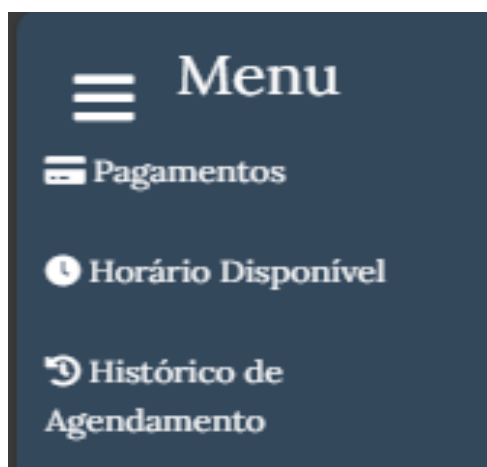 Menu
Pagamentos
Horário Disponível
Histórico de
Agendamento